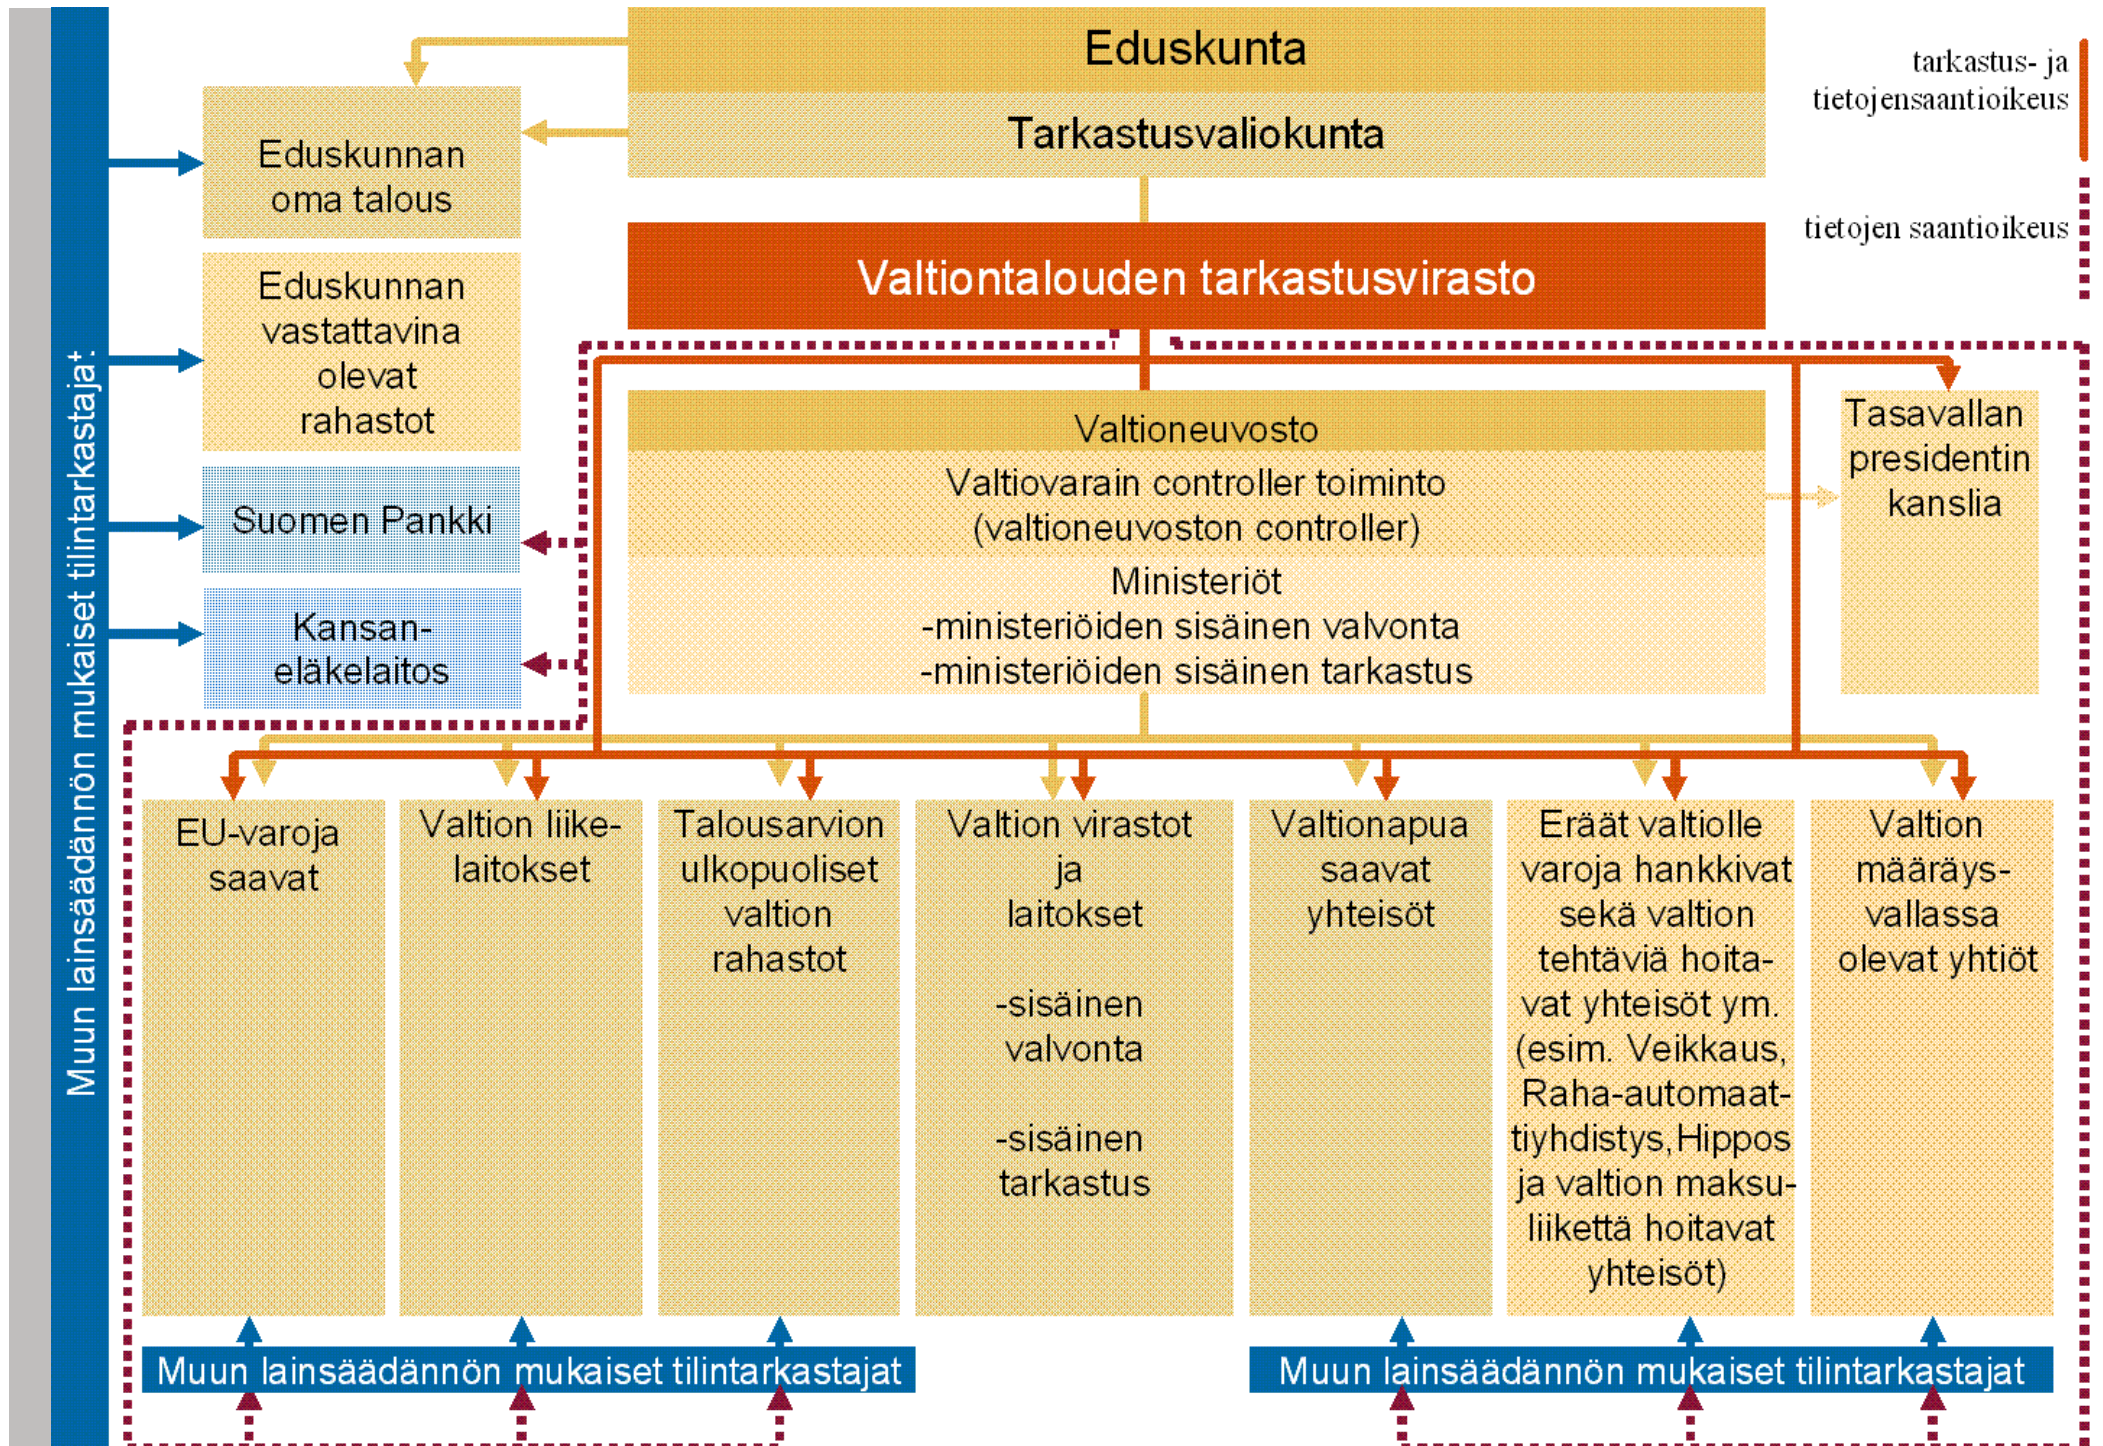 Eduskunta
Tarkastusvaliokunta
tarkastus- ja
tietojensaantioikeus
tietojen saantioikeus
Valtiontalouden tarkastusvirasto
Muun lainsäädännön mukaiset tilintarkastajat
Eduskunnan
oma talous
Eduskunnan
vastattavina
olevat
rahastot
Suomen Pankki
Kansan-
eläkelaitos
Valtioneuvosto
Valtiovarain controller toiminto
(valtioneuvoston controller)
Ministeriöt
-ministeriöiden sisäinen valvonta
-ministeriöiden sisäinen tarkastus
Tasavallan
presidentin
kanslia
EU-varoja
saavat
Valtion liike-
laitokset
Talousarvion
ulkopuoliset
valtion
rahastot
Valtion virastot
ja
laitokset
-sisäinen
valvonta
-sisäinen
tarkastus
Valtionapua
saavat
yhteisöt
Eräät valtiolle
varoja hankkivat
sekä valtion
tehtäviä hoita-
vat yhteisöt ym.
(esim. Veikkaus,
Raha-automaat-
tiyhdistys, Hippos
ja valtion maksu-
liikettä hoitavat
yhteisöt)
Valtion
määräys-
vallassa
olevat yhtiöt
Muun lainsäädännön mukaiset tilintarkastajat
Muun lainsäädännön mukaiset tilintarkastajat